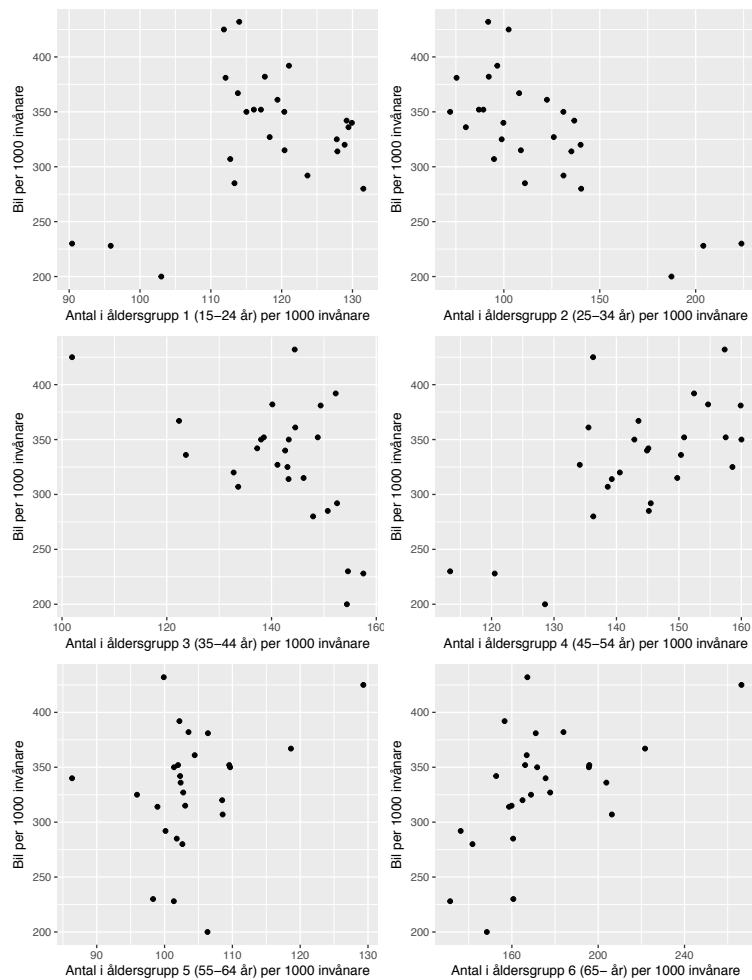 400
350
300
250
200
Bil per 1000 invånare
90 100 110 120 130
Antal i åldersgrupp 1 (15−24 år) per 1000 invånare
400
350
300
250
200
Bil per 1000 invånare
100 150 200
Antal i åldersgrupp 2 (25−34 år) per 1000 invånare
400
350
300
250
200
Bil per 1000 invånare
100 120 140 160
Antal i åldersgrupp 3 (35−44 år) per 1000 invånare
400
350
300
250
200
Bil per 1000 invånare
120 130 140 150 160
Antal i åldersgrupp 4 (45−54 år) per 1000 invånare
400
350
300
250
200
Bil per 1000 invånare
90 100 110 120 130
Antal i åldersgrupp 5 (55−64 år) per 1000 invånare
400
350
300
250
200
Bil per 1000 invånare
160 200 240
Antal i åldersgrupp 6 (65− år) per 1000 invånare